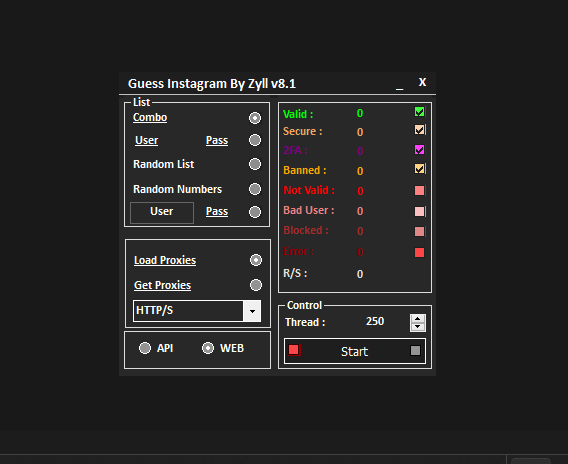 Guess Instagram By Zyll v8.1 _ X
List
Combo
User Pass
Random List
Random Numbers
User Pass
Load Proxies
Get Proxies
HTTP/S
API WEB
Valid : 0
Secure : 0
2FA : 0
Banned : 0
Not Valid : 0
Bad User : 0
Blocked : 0
Error : 0
R/S : 0
Control
Thread : 250
Start